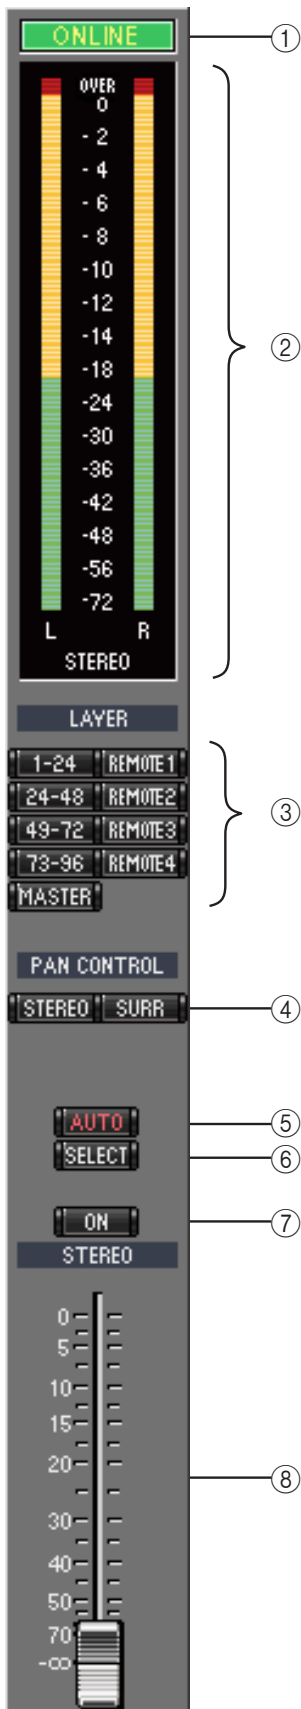 ONLINE ①
OVER ②
0
- 2
- 4
- 6
- 8
-10
-12
-14
-18
-24
-30
-36
-42
-48
-56
-72
L R
STEREO
LAYER
1-24 REMOTE1 ③
24-48 REMOTE2
49-72 REMOTE3
73-96 REMOTE4
MASTER
PAN CONTROL
STEREO SURR ④
AUTO ⑤
SELECT ⑥
ON ⑦
STEREO
0
5
10
15
20 ⑧
30
40
50
70
-∞